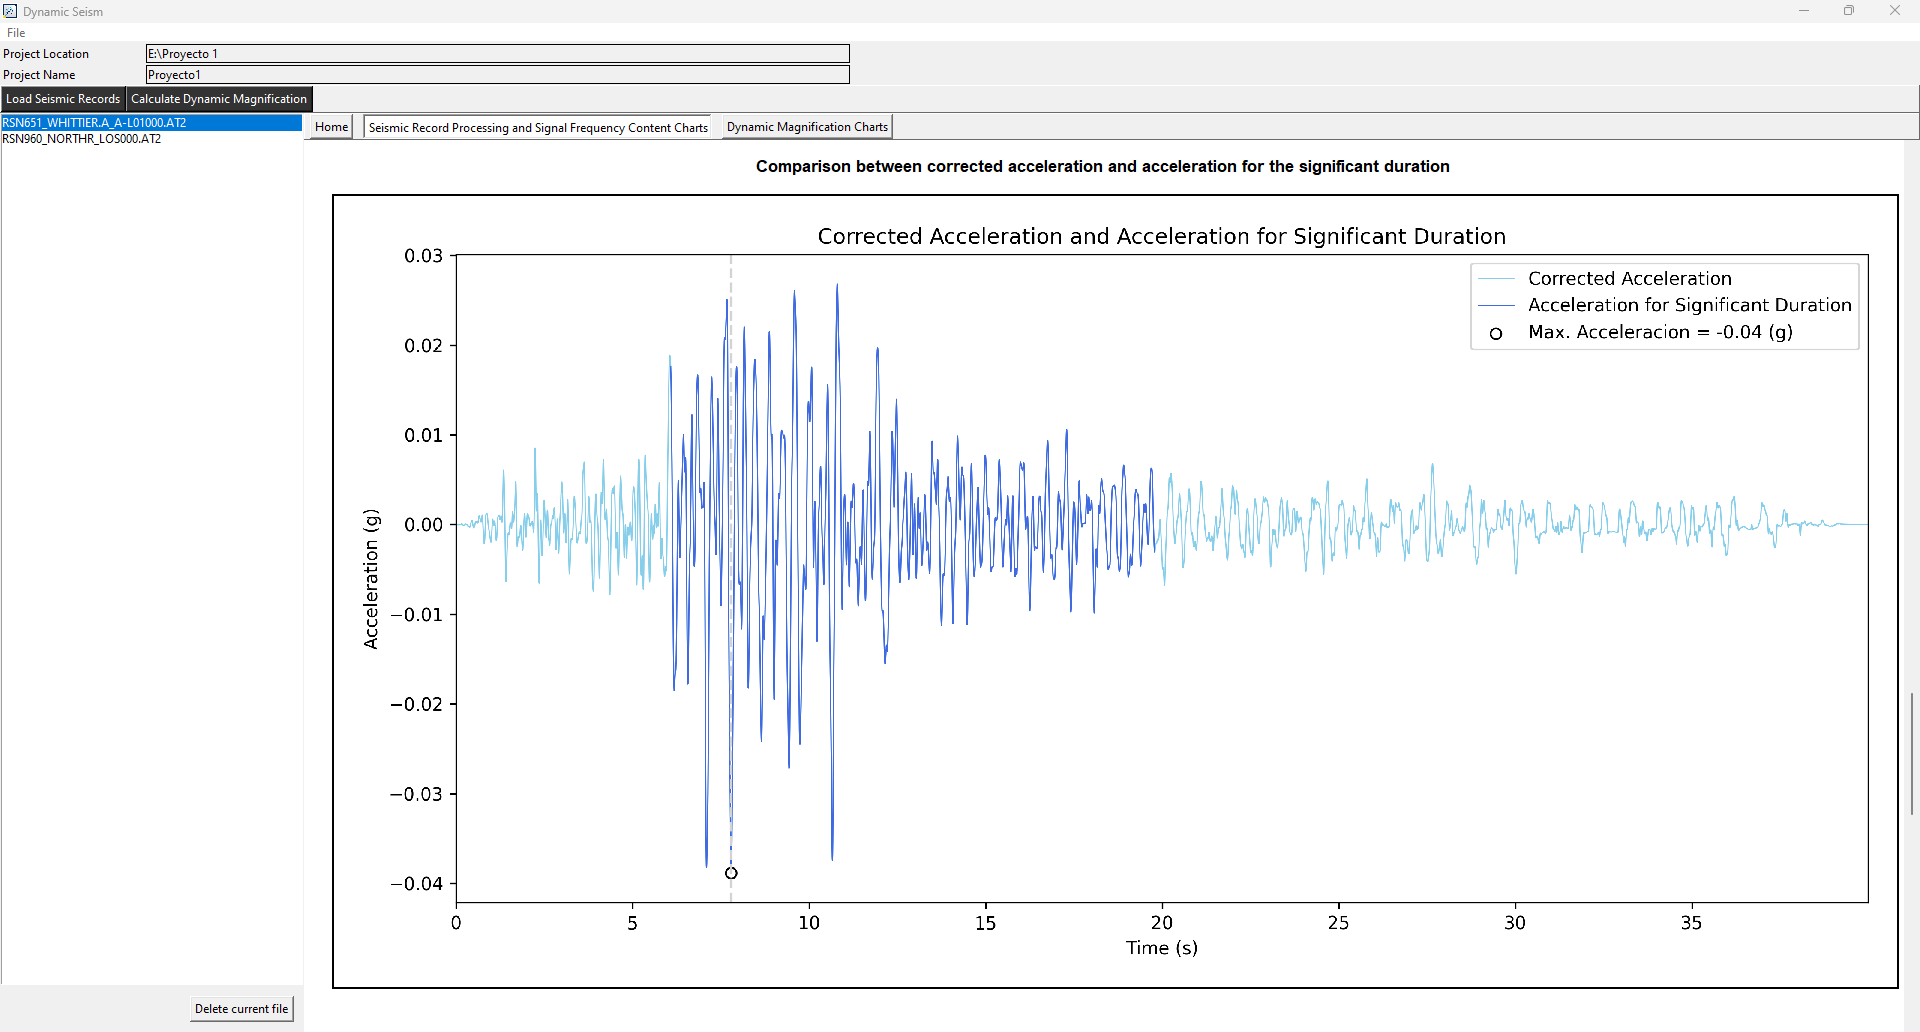 Dynamic Seism
File
Project Location E:\Proyecto 1
Project Name Proyecto1
Load Seismic Records Calculate Dynamic Magnification
RSN651_WHITTIER.A_A-L01000.AT2
RSN960_NORTHR_LOS000.AT2
Home Seismic Record Processing and Signal Frequency Content Charts Dynamic Magnification Charts
Comparison between corrected acceleration and acceleration for the significant duration
Corrected Acceleration and Acceleration for Significant Duration
Corrected Acceleration
Acceleration for Significant Duration
Max. Acceleracion = -0.04 (g)
Acceleration (g)
0.03
0.02
0.01
0.00
−0.01
−0.02
−0.03
−0.04
0 5 10 15 20 25 30 35
Time (s)
Delete current file